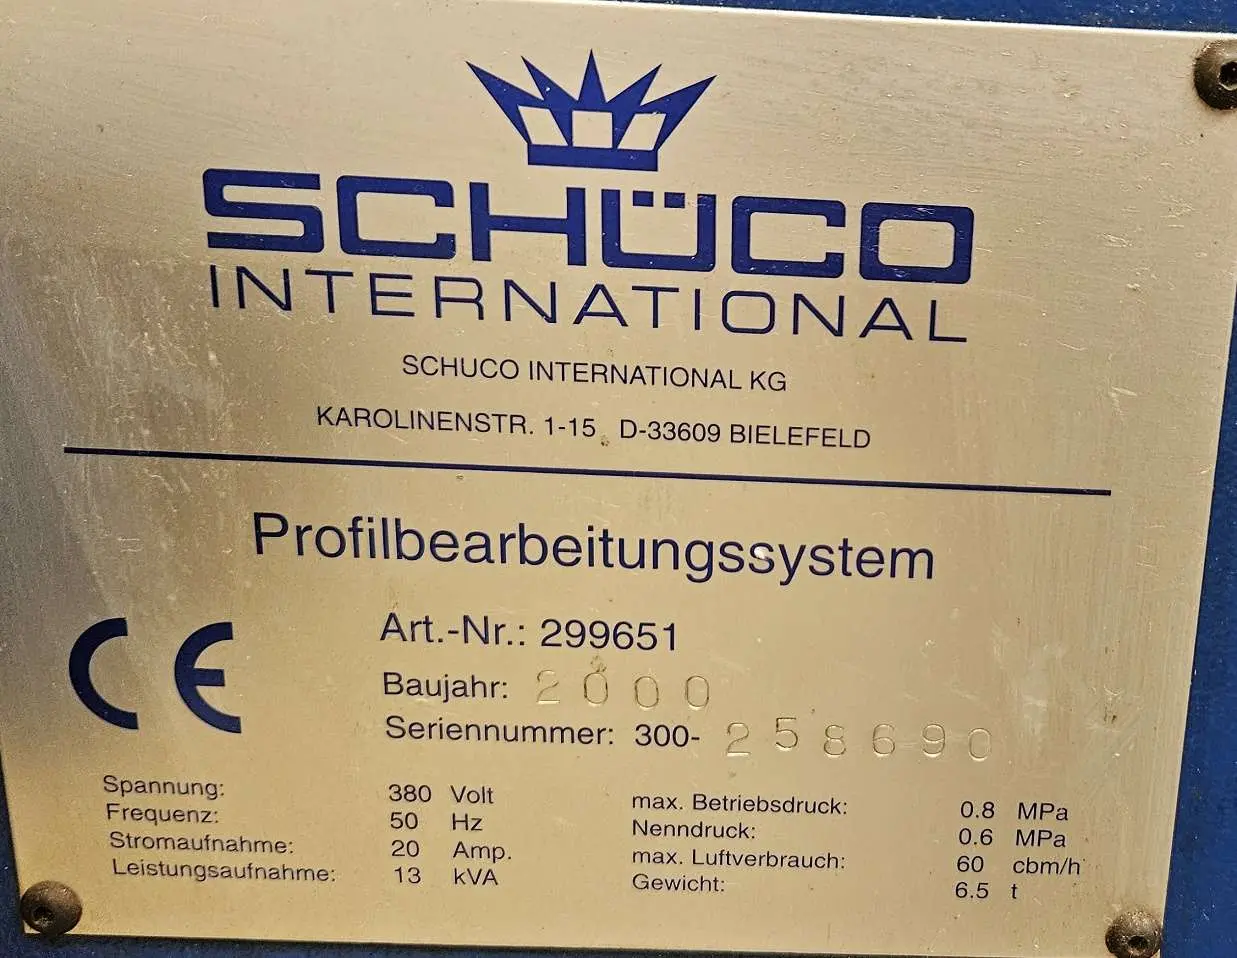 SCHÜCO
INTERNATIONAL
SCHUCO INTERNATIONAL KG
KAROLINENSTR. 1-15 D-33609 BIELEFELD
Profilbearbeitungssystem
CE
Art.-Nr.: 299651
Baujahr: 2000
Seriennummer: 300-258690
Spannung: 380 Volt
Frequenz: 50 Hz
Stromaufnahme: 20 Amp.
Leistungsaufnahme: 13 kVA
max. Betriebsdruck: 0.8 MPa
Nenndruck: 0.6 MPa
max. Luftverbrauch: 60 cbm/h
Gewicht: 6.5 t